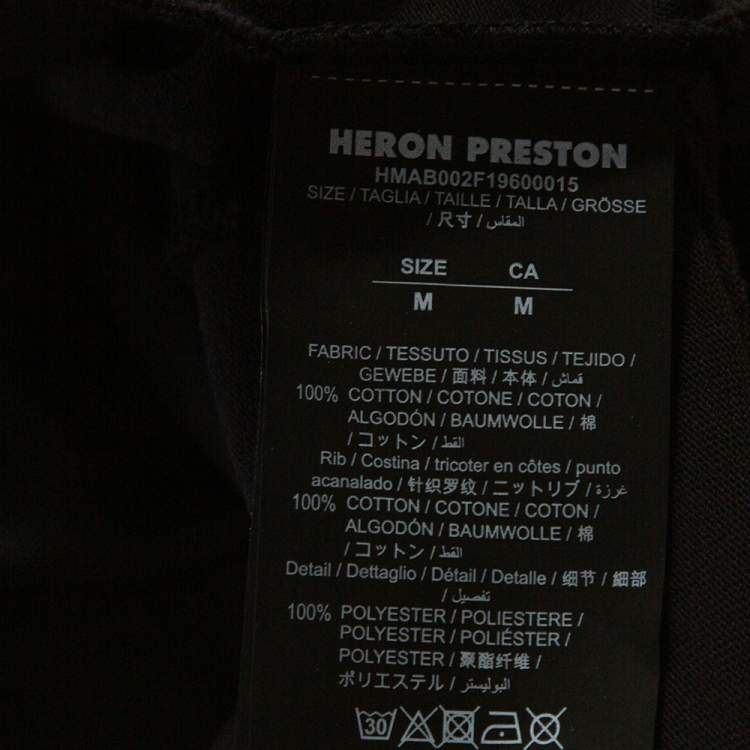 HERON PRESTON
HMAB002F19600015
SIZE / TAGLIA / TAILLE / TALLA / GRÖSSE
/ 尺寸 / المقاس
SIZE CA
M M
FABRIC / TESSUTO / TISSUS / TEJIDO /
GEWEBE / 面料 / 本体 / قماش
100% COTTON / COTONE / COTON /
ALGODÓN / BAUMWOLLE / 棉
/ コットン / القط
Rib / Costina / tricoter en côtes / punto
acanalado / 针织罗纹 / ニットリブ / غرزة
100% COTTON / COTONE / COTON /
ALGODÓN / BAUMWOLLE / 棉
/ コットン / القط
Detail / Dettaglio / Détail / Detalle / 细节 / 細部
/ تفصيل
100% POLYESTER / POLIESTERE /
POLYESTER / POLIÉSTER /
POLYESTER / 聚酯纤维 /
ポリエステル / البوليستر
30